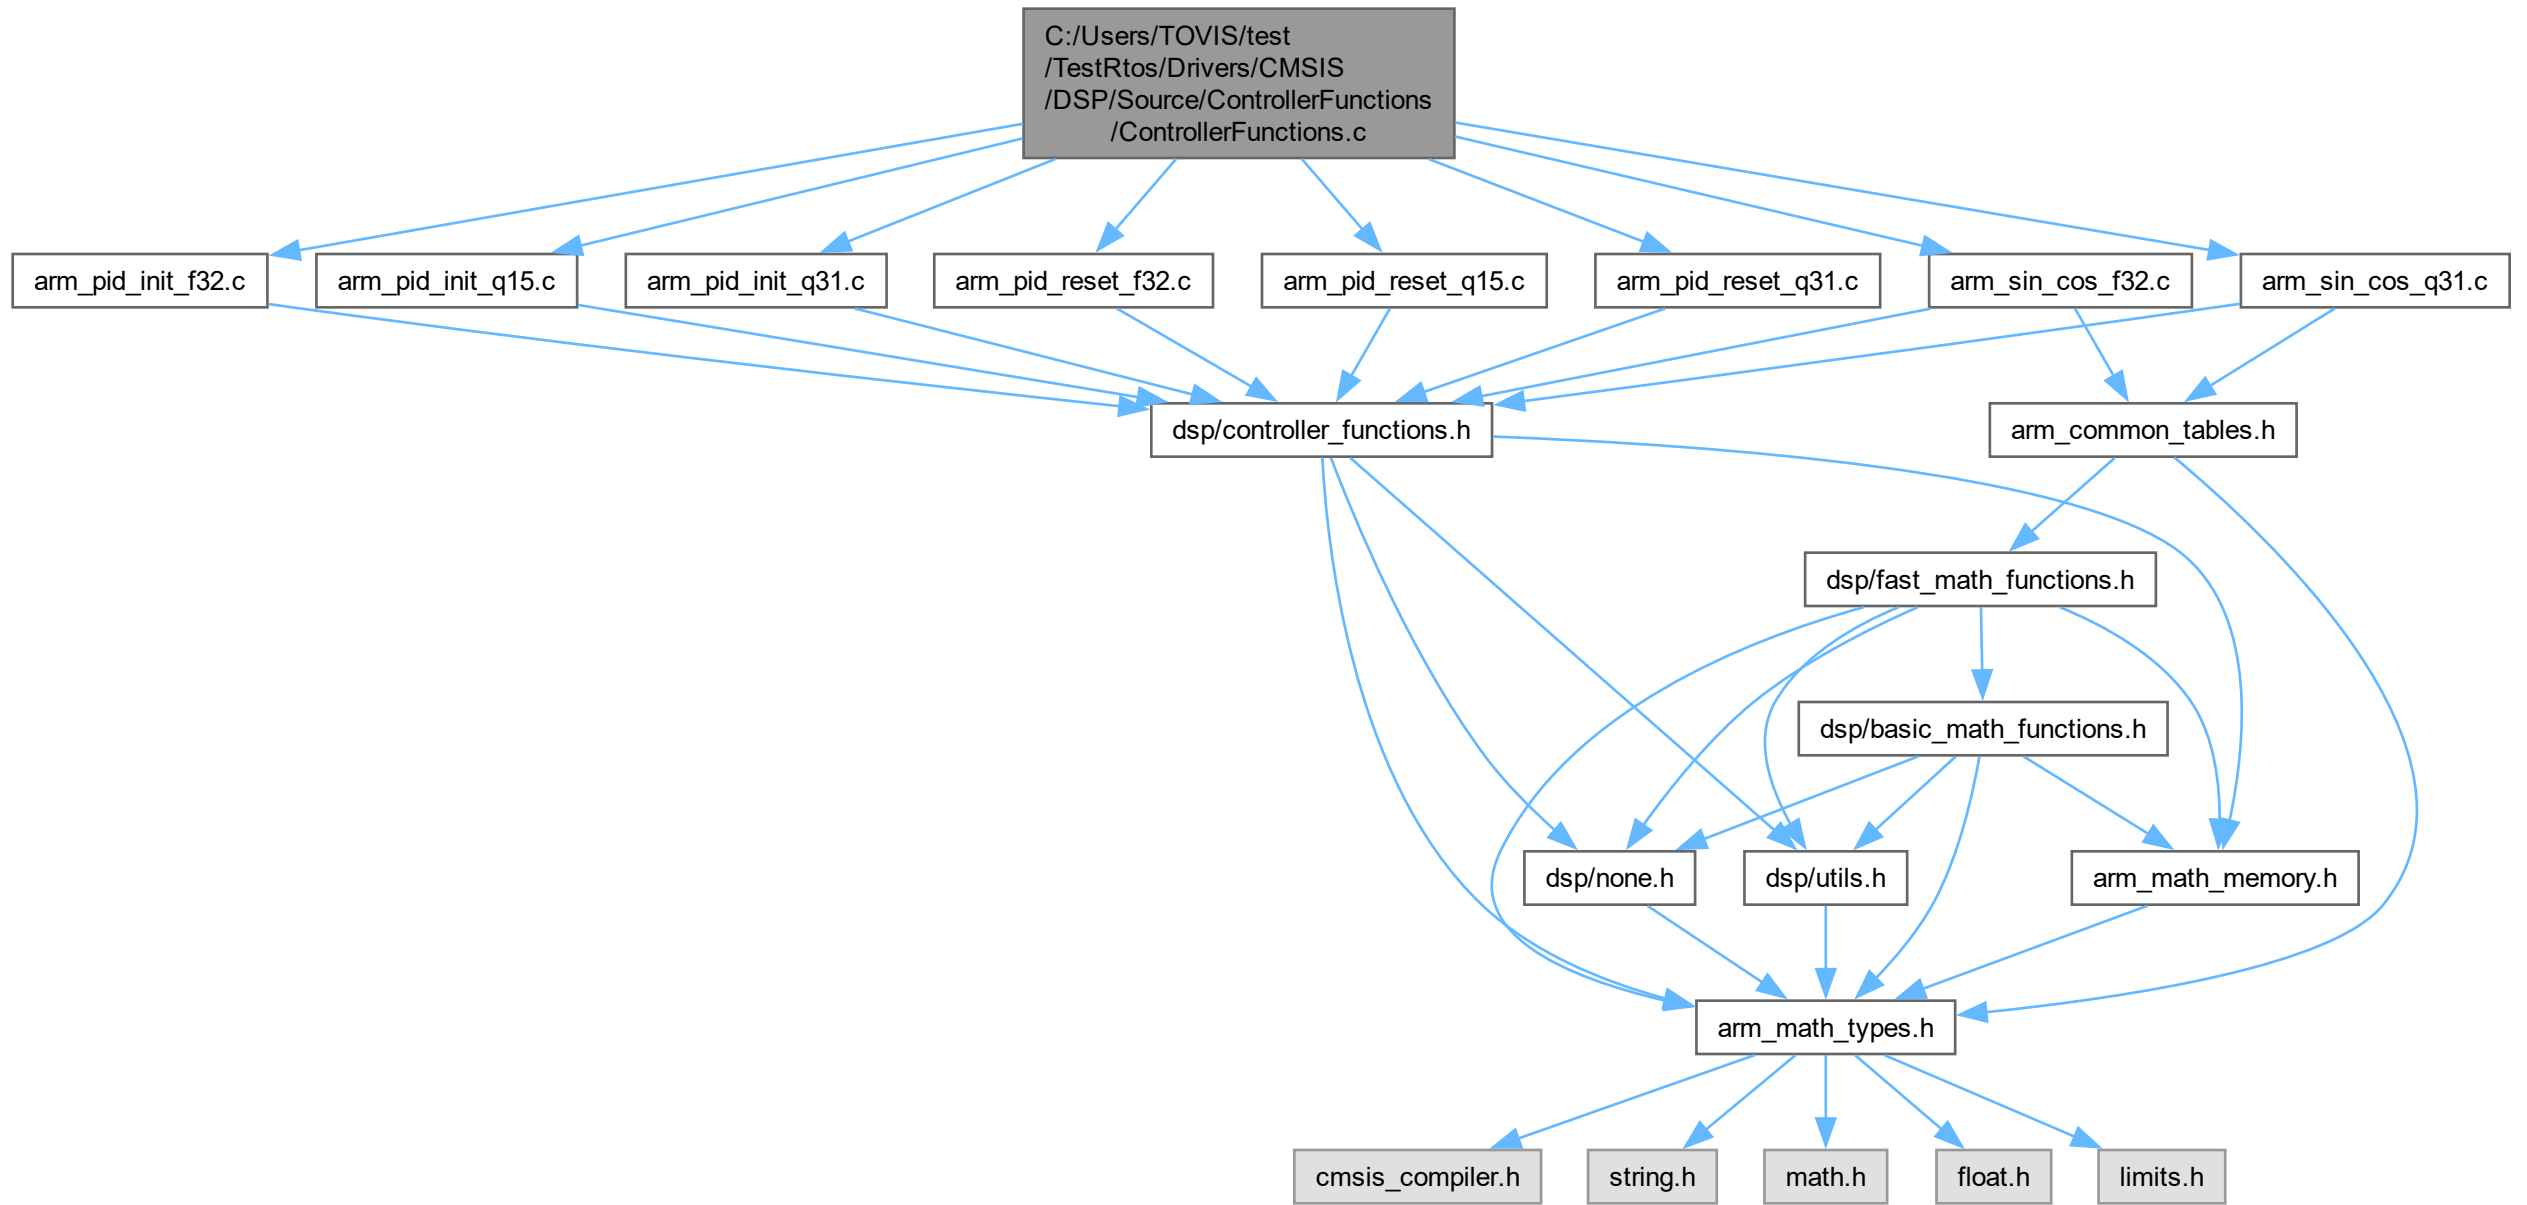 C:/Users/TOVIS/test
/TestRtos/Drivers/CMSIS
/DSP/Source/ControllerFunctions
/ControllerFunctions.c
arm_pid_init_f32.c
arm_pid_init_q15.c
arm_pid_init_q31.c
arm_pid_reset_f32.c
arm_pid_reset_q15.c
arm_pid_reset_q31.c
arm_sin_cos_f32.c
arm_sin_cos_q31.c
dsp/controller_functions.h
arm_common_tables.h
dsp/fast_math_functions.h
dsp/basic_math_functions.h
dsp/none.h
dsp/utils.h
arm_math_memory.h
arm_math_types.h
cmsis_compiler.h
string.h
math.h
float.h
limits.h